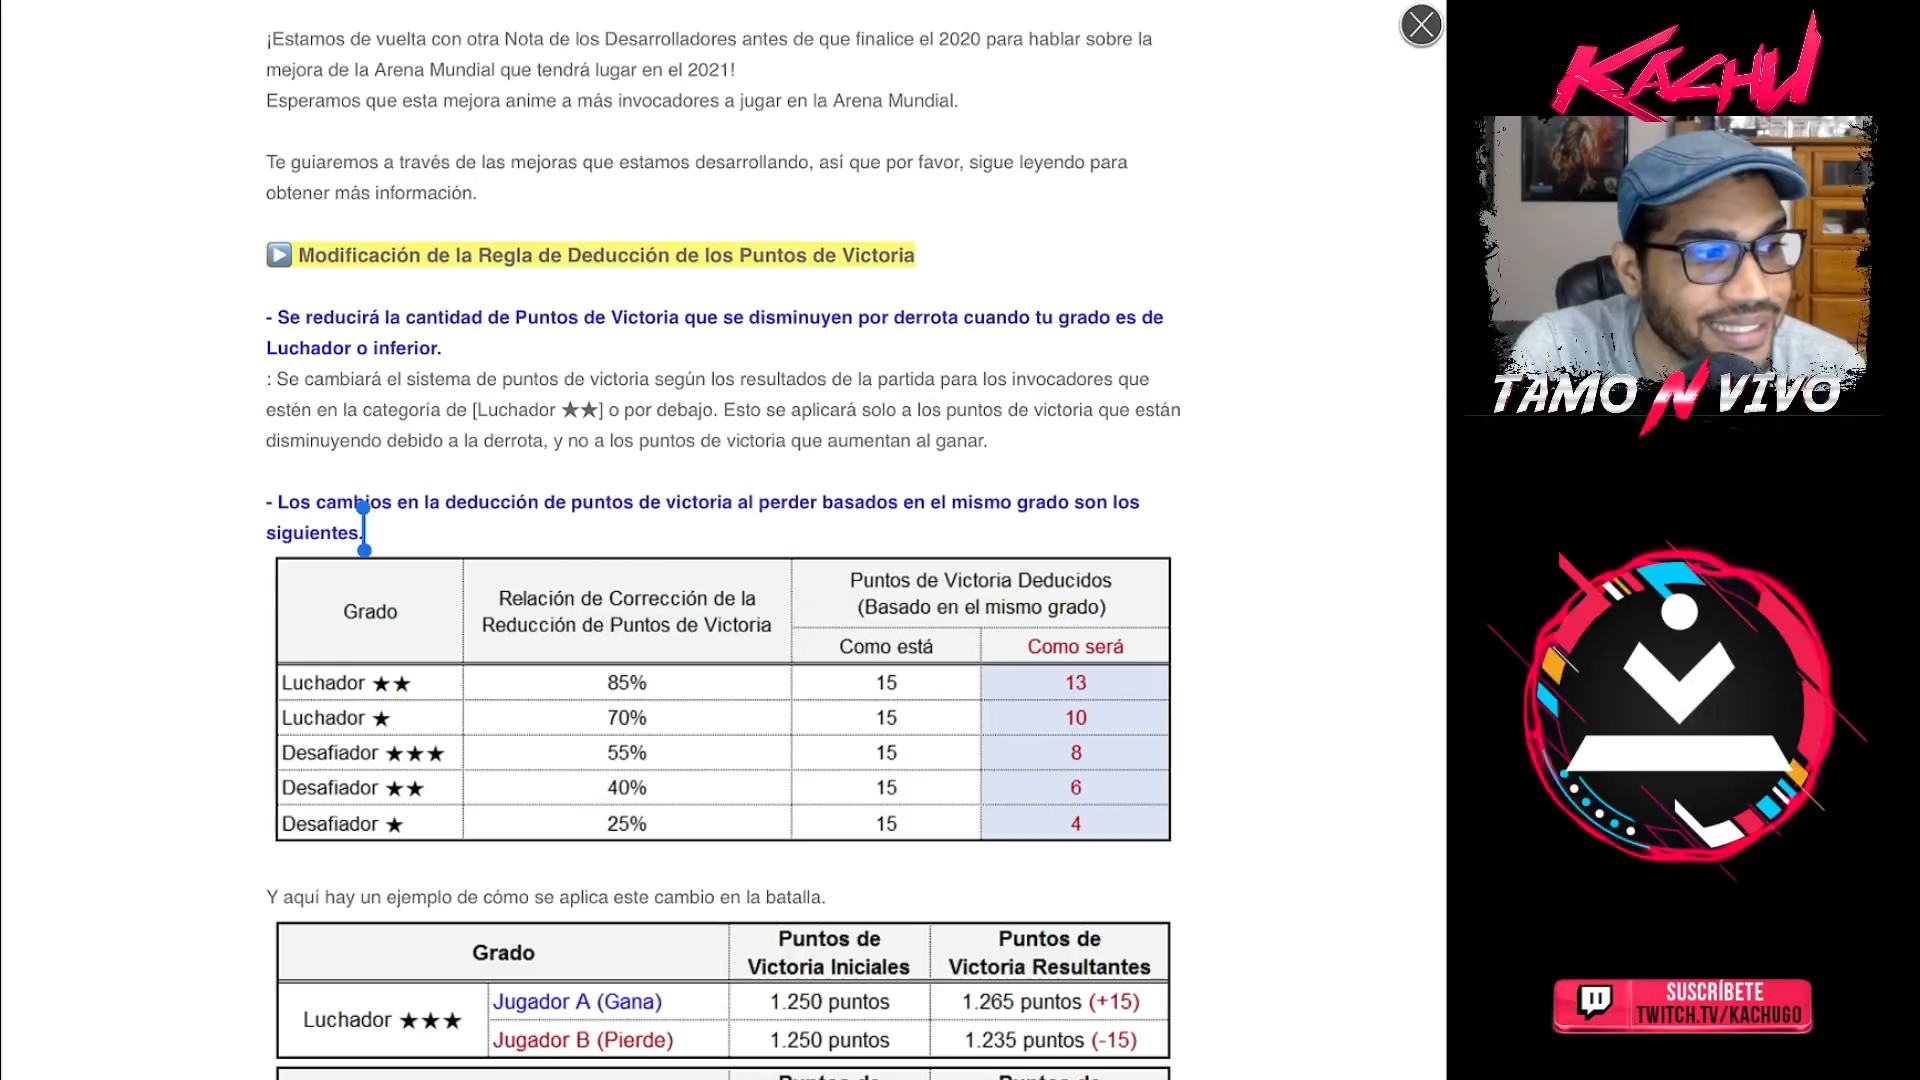 ¡Estamos de vuelta con otra Nota de los Desarrolladores antes de que finalice el 2020 para hablar sobre la
mejora de la Arena Mundial que tendrá lugar en el 2021!
Esperamos que esta mejora anime a más invocadores a jugar en la Arena Mundial.
Te guiaremos a través de las mejoras que estamos desarrollando, así que por favor, sigue leyendo para
obtener más información.
Modificación de la Regla de Deducción de los Puntos de Victoria
- Se reducirá la cantidad de Puntos de Victoria que se disminuyen por derrota cuando tu grado es de
Luchador o inferior.
: Se cambiará el sistema de puntos de victoria según los resultados de la partida para los invocadores que
estén en la categoría de [Luchador ★★] o por debajo. Esto se aplicará solo a los puntos de victoria que están
disminuyendo debido a la derrota, y no a los puntos de victoria que aumentan al ganar.
- Los cambios en la deducción de puntos de victoria al perder basados en el mismo grado son los
siguientes.
Grado
Relación de Corrección de la
Reducción de Puntos de Victoria
Puntos de Victoria Deducidos
(Basado en el mismo grado)
Como está Como será
Luchador ★★ 85% 15 13
Luchador ★ 70% 15 10
Desafiador ★★★ 55% 15 8
Desafiador ★★ 40% 15 6
Desafiador ★ 25% 15 4
Y aquí hay un ejemplo de cómo se aplica este cambio en la batalla.
Grado
Puntos de
Victoria Iniciales
Puntos de
Victoria Resultantes
Luchador ★★★
Jugador A (Gana) 1.250 puntos 1.265 puntos (+15)
Jugador B (Pierde) 1.250 puntos 1.235 puntos (-15)
Puntos de Puntos de
KACHU
TAMO N VIVO
SUSCRÍBETE
TWITCH.TV/KACHUGO